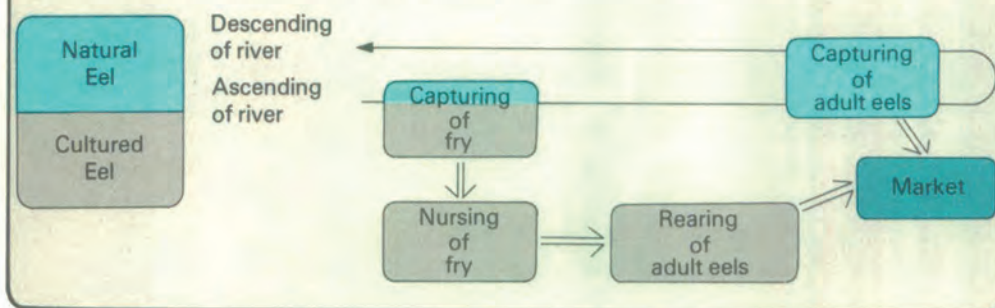 Natural
Eel
Cultured
Eel
Descending
of river
Ascending
of river
Capturing
of
fry
Nursing
of
fry
Rearing
of
adult eels
Capturing
of
adult eels
Market